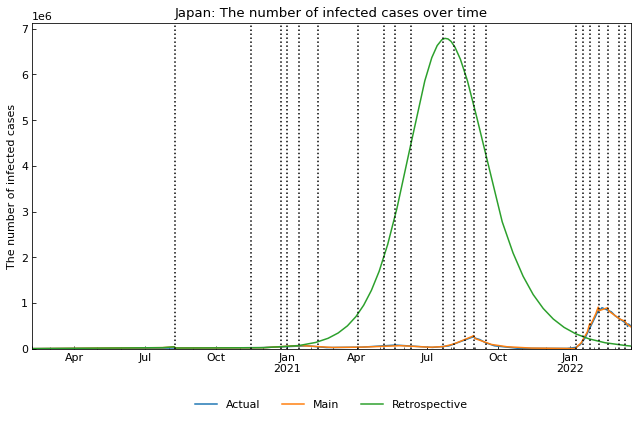 Japan: The number of infected cases over time
1e6
The number of infected cases
7
6
5
4
3
2
1
0
Apr Jul Oct Jan Apr Jul Oct Jan
2021 2022
Actual Main Retrospective